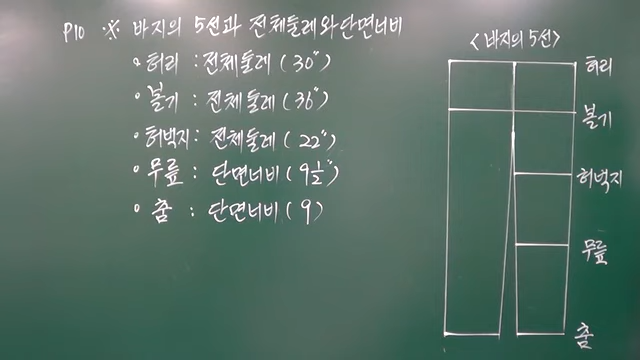 P10 ※ 바지의 5선과 전체둘레와 단면너비
• 허리 : 전체둘레 (30")
• 볼기 : 전체둘레 (36")
• 허벅지 : 전체둘레 (22")
• 무릎 : 단면너비 (9½")
• 춤 : 단면너비 (9)
<바지의 5선>
허리
볼기
허벅지
무릎
춤